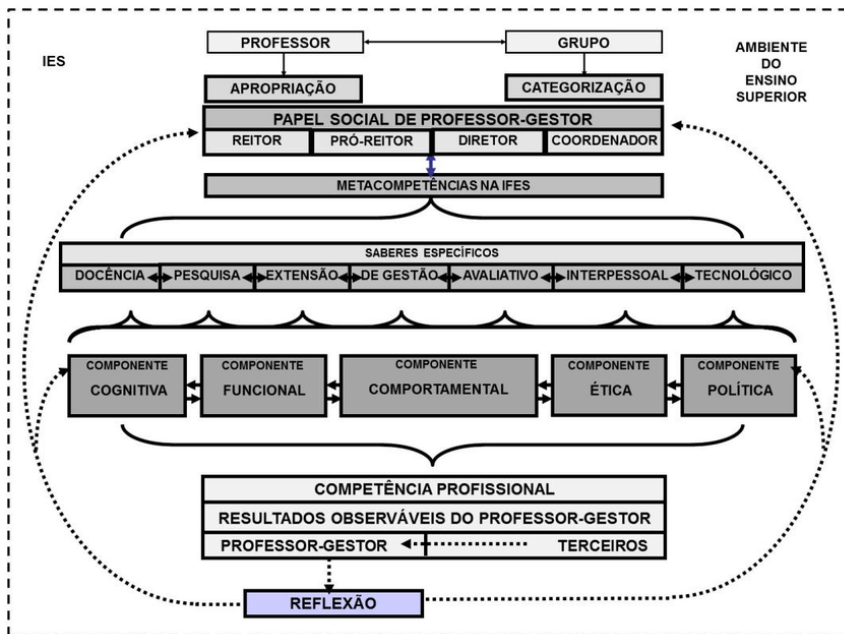 PROFESSOR
GRUPO
IES
AMBIENTE
DO
ENSINO
SUPERIOR
APROPRIAÇÃO
CATEGORIZAÇÃO
PAPEL SOCIAL DE PROFESSOR-GESTOR
REITOR
PRÓ-REITOR
DIRETOR
COORDENADOR
METACOMPETÊNCIAS NA IFES
SABERES ESPECÍFICOS
DOCÊNCIA
PESQUISA
EXTENSÃO
DE GESTÃO
AVALIATIVO
INTERPESSOAL
TECNOLÓGICO
COMPONENTE
COGNITIVA
COMPONENTE
FUNCIONAL
COMPONENTE
COMPORTAMENTAL
COMPONENTE
ÉTICA
COMPONENTE
POLÍTICA
COMPETÊNCIA PROFISSIONAL
RESULTADOS OBSERVÁVEIS DO PROFESSOR-GESTOR
PROFESSOR-GESTOR
TERCEIROS
REFLEXÃO